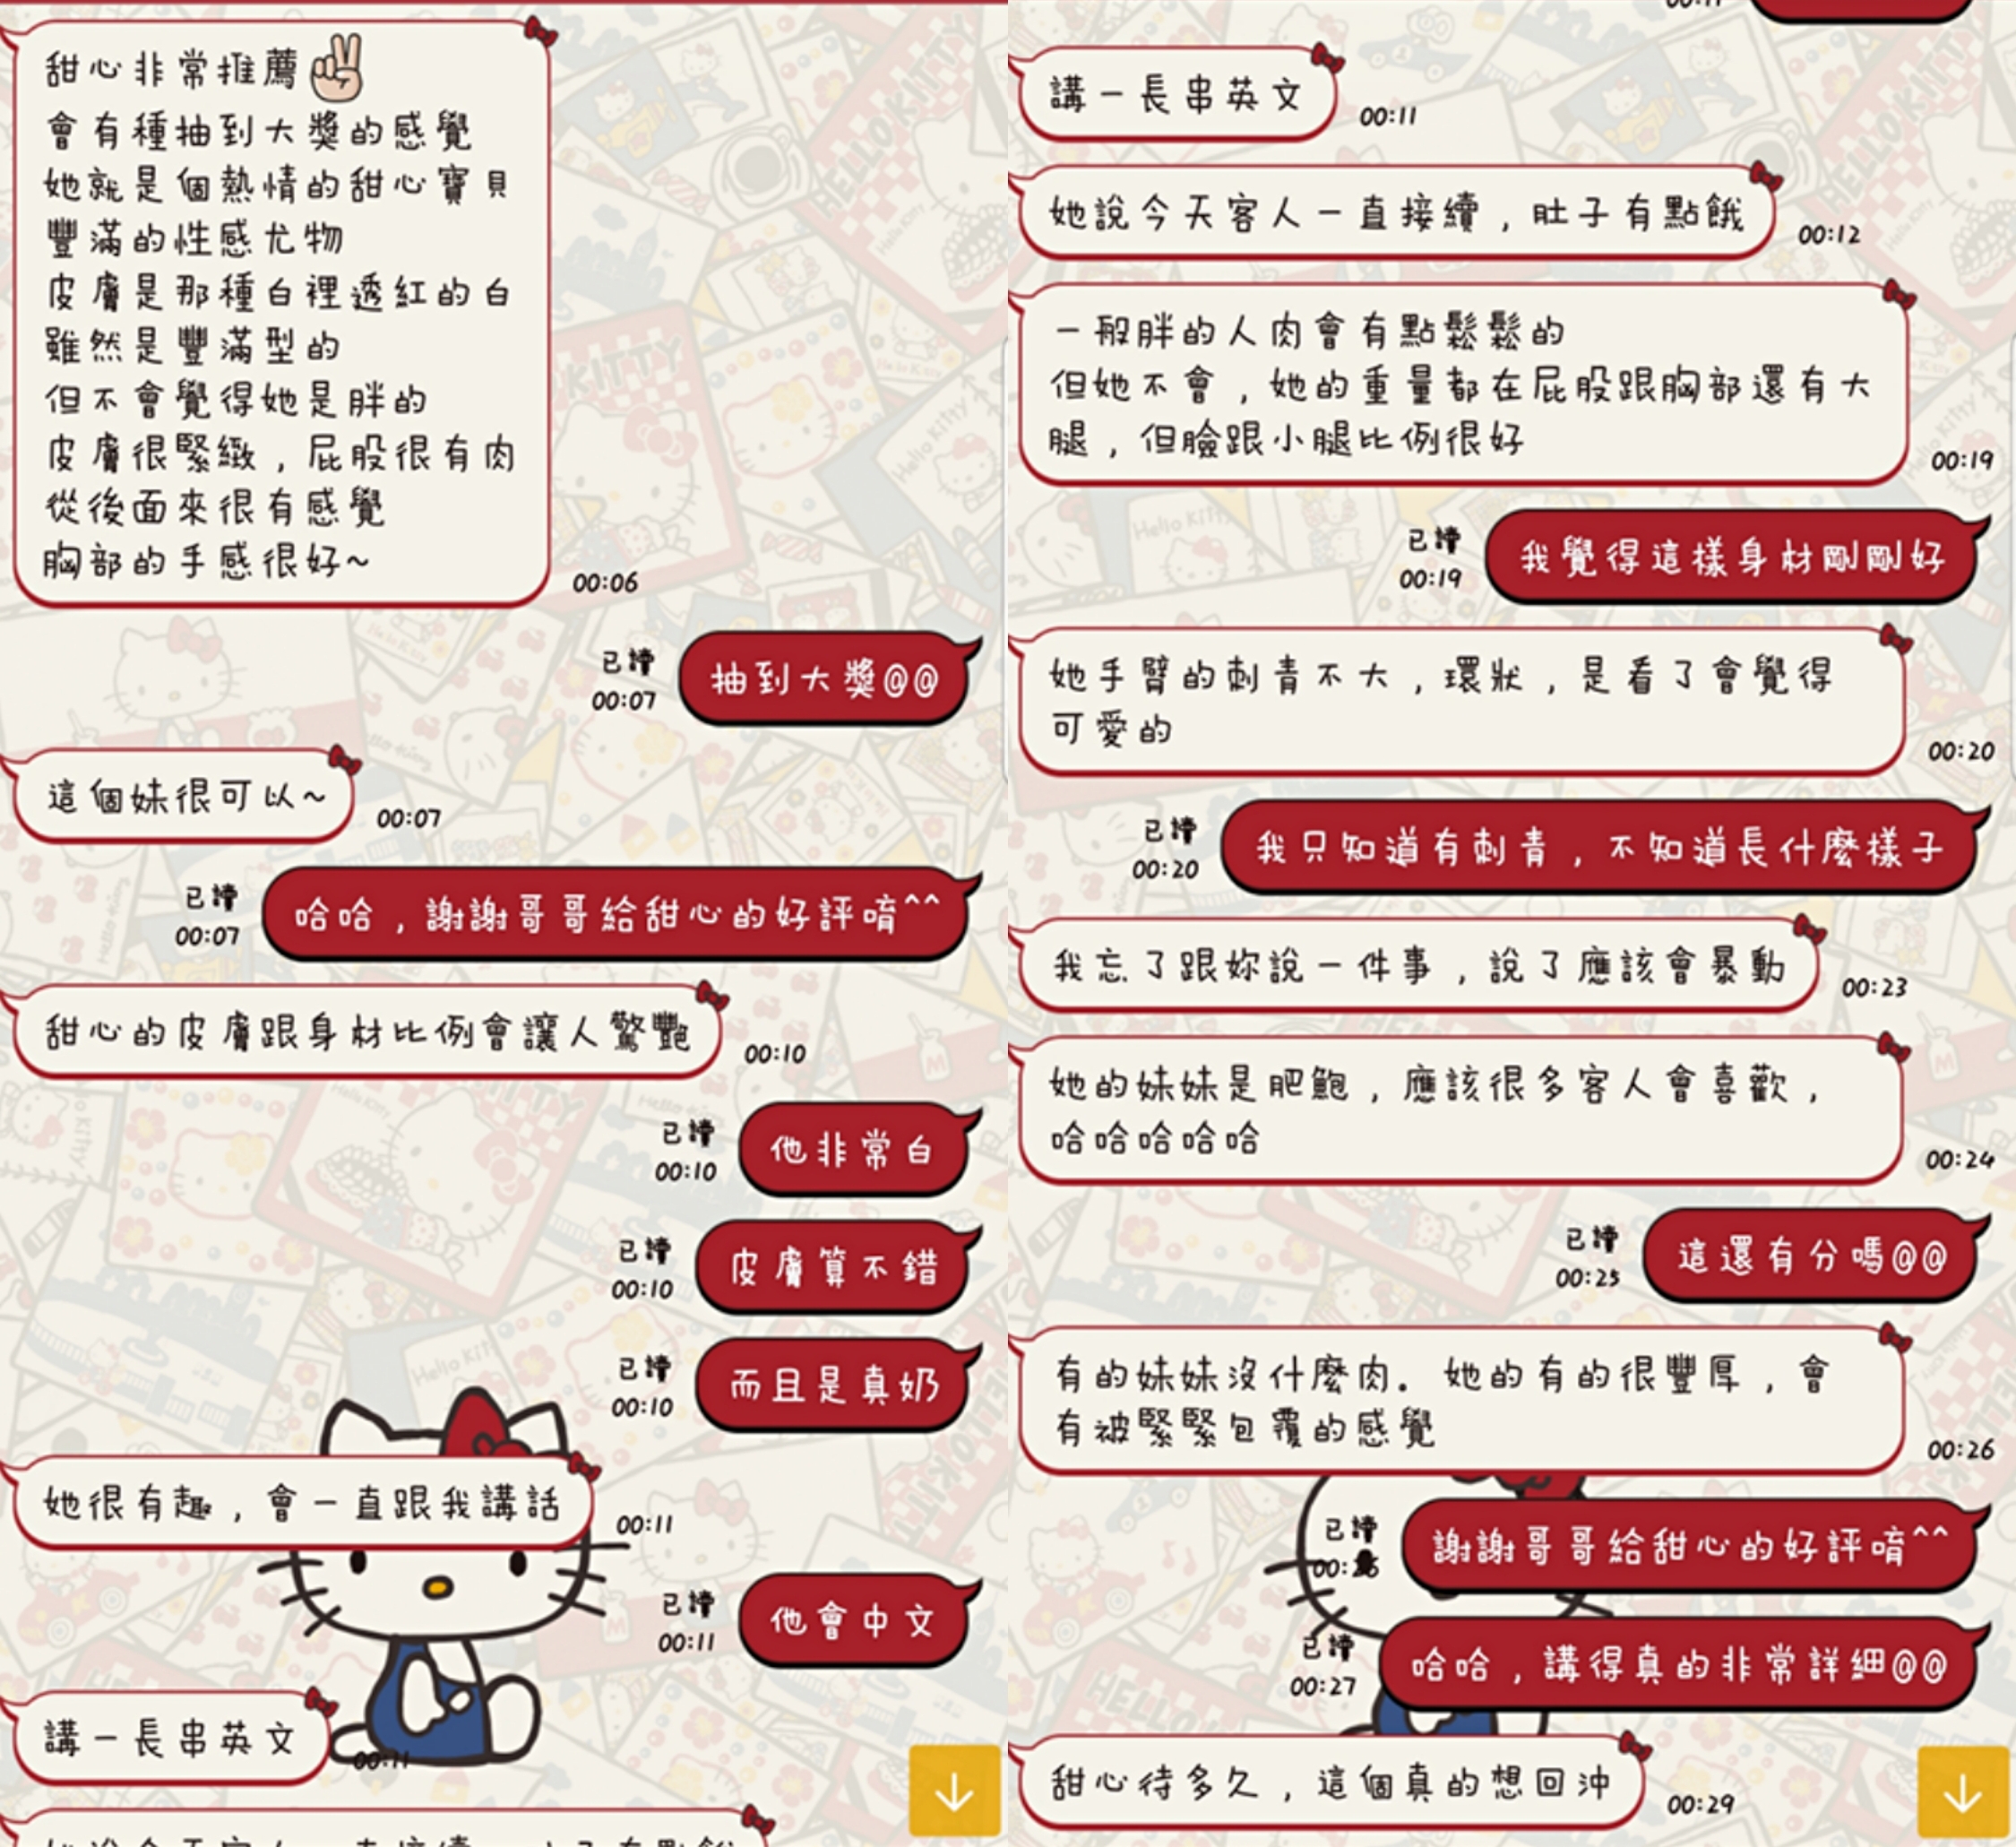 甜心非常推薦✌🏻
會有種抽到大獎的感覺
她就是個熱情的甜心寶貝
豐滿的性感尤物
皮膚是那種白裡透紅的白
雖然是豐滿型的
但不會覺得她是胖的
皮膚很緊緻，屁股很有肉
從後面來很有感覺
胸部的手感很好~
00:06
已讀
00:07
抽到大獎@@
這個妹很可以~
00:07
已讀
00:07
哈哈，謝謝哥哥給甜心的好評唷^^
甜心的皮膚跟身材比例會讓人驚艷
00:10
已讀
00:10
他非常白
已讀
00:10
皮膚算不錯
已讀
00:10
而且是真奶
她很有趣，會一直跟我講話
00:11
已讀
00:11
他會中文
講一長串英文
00:11
講一長串英文
00:11
她說今天客人一直接續，肚子有點餓
00:12
一般胖的人肉會有點鬆鬆的
但她不會，她的重量都在屁股跟胸部還有大
腿，但臉跟小腿比例很好
00:19
已讀
00:19
我覺得這樣身材剛剛好
她手臂的刺青不大，環狀，是看了會覺得
可愛的
00:20
已讀
00:20
我只知道有刺青，不知道長什麼樣子
我忘了跟妳說一件事，說了應該會暴動
00:23
她的妹妹是肥鮑，應該很多客人會喜歡，
哈哈哈哈哈
00:24
已讀
00:25
這還有分嗎@@
有的妹妹沒什麼肉。她的有的很豐厚，會
有被緊緊包覆的感覺
00:26
已讀
謝謝哥哥給甜心的好評唷^^
已讀
00:27
哈哈，講得真的非常詳細@@
甜心待多久，這個真的想回沖
00:29